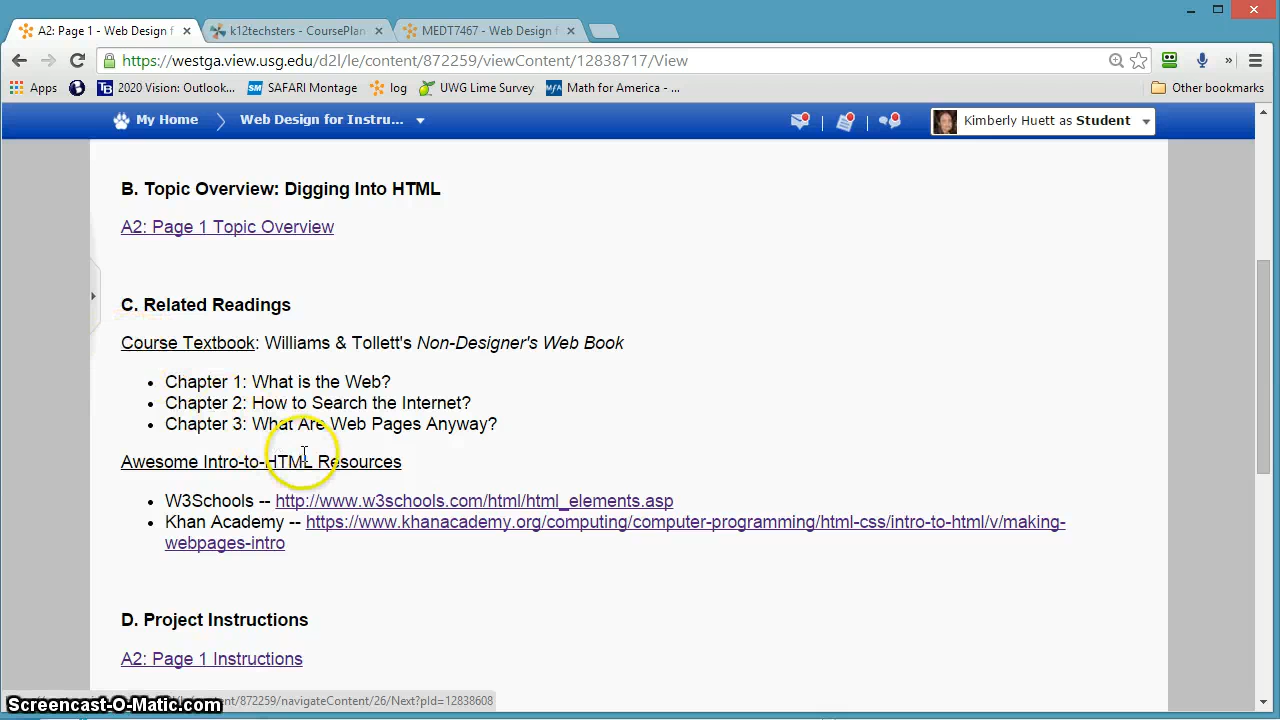 A2: Page 1 - Web Design f
k12techsters - CoursePlan
MEDT7467 - Web Design f
https://westga.view.usg.edu/d2l/le/content/872259/viewContent/12838717/View
Apps
2020 Vision: Outlook...
SAFARI Montage
log
UWG Lime Survey
Math for America - ...
Other bookmarks
My Home
Web Design for Instru...
Kimberly Huett as Student
B. Topic Overview: Digging Into HTML
A2: Page 1 Topic Overview
C. Related Readings
Course Textbook: Williams & Tollett's Non-Designer's Web Book
• Chapter 1: What is the Web?
• Chapter 2: How to Search the Internet?
• Chapter 3: What Are Web Pages Anyway?
Awesome Intro-to-HTML Resources
• W3Schools -- http://www.w3schools.com/html/html_elements.asp
• Khan Academy -- https://www.khanacademy.org/computing/computer-programming/html-css/intro-to-html/v/making-
webpages-intro
D. Project Instructions
A2: Page 1 Instructions
Screencast-O-Matic.com
/872259/navigateContent/26/Next?pId=12838608